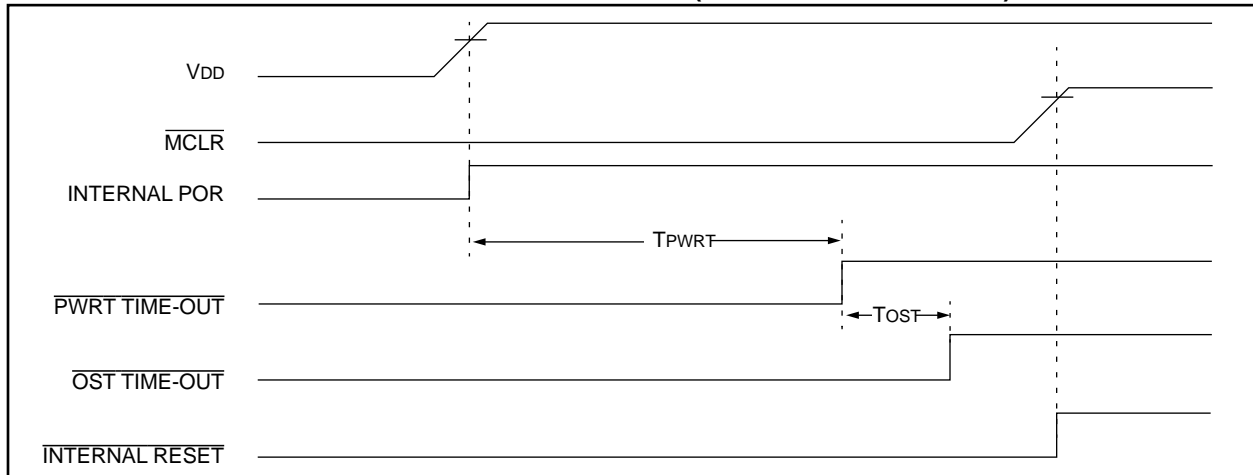 VDD
MCLR
INTERNAL POR
TPWRT
PWRT TIME-OUT
TOST
OST TIME-OUT
INTERNAL RESET